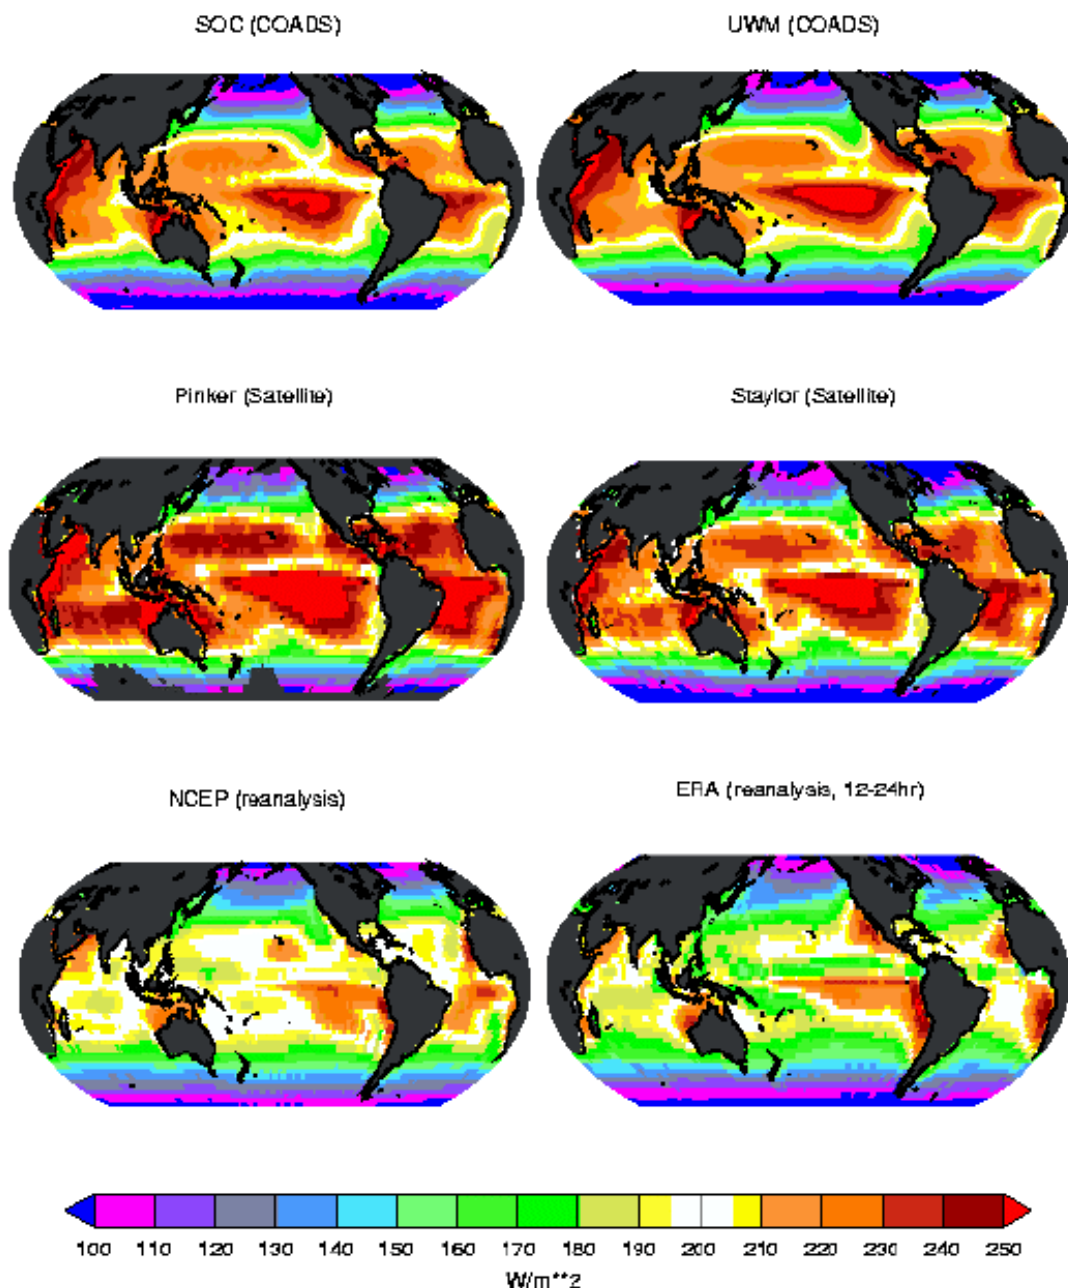 SOC (COADS)
UWM (COADS)
Pinker (Satellite)
Staylor (Satellite)
NCEP (reanalysis)
ERA (reanalysis, 12-24hr)
100 110 120 130 140 150 160 170 180 190 200 210 220 230 240 250
W/m**2